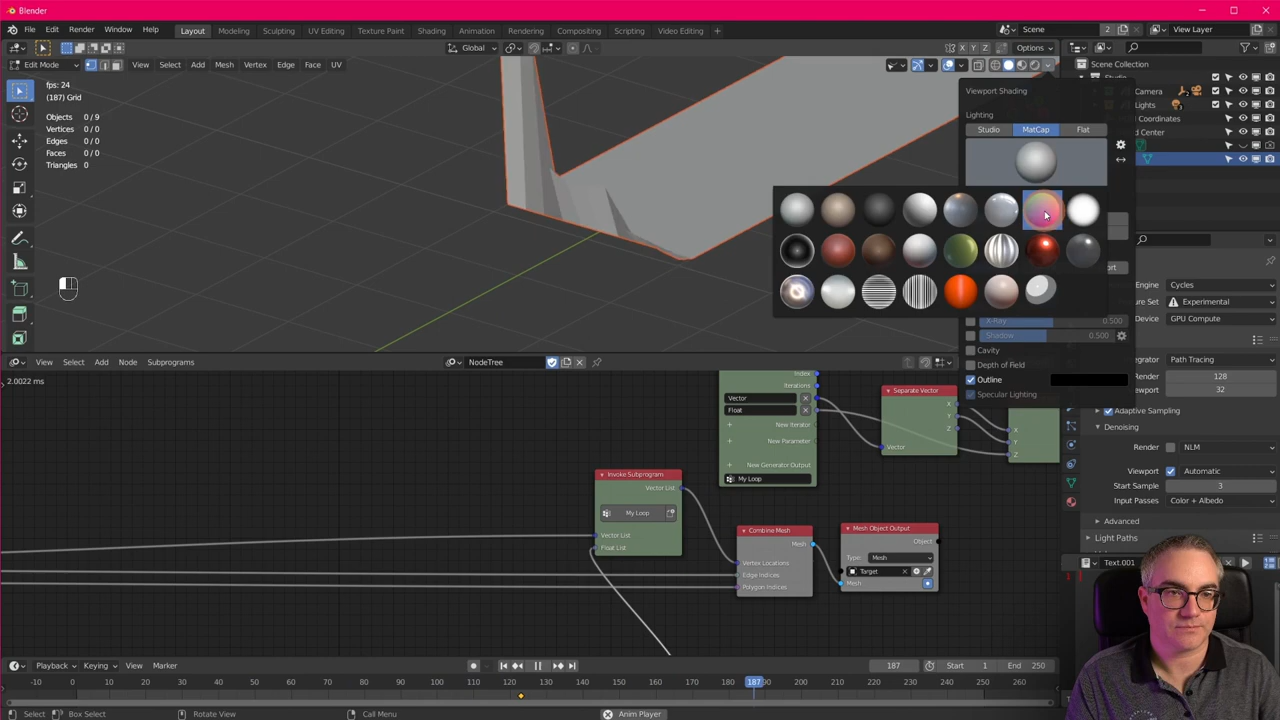 Blender
File Edit Render Window Help
Layout Modeling Sculpting UV Editing Texture Paint Shading Animation Rendering Compositing Scripting Video Editing
Scene 2 View Layer
Global X Y Z Options
Edit Mode View Select Add Mesh Vertex Edge Face UV
fps: 24
(187) Grid
Objects 0/9
Vertices 0/0
Edges 0/0
Faces 0/0
Triangles 0
Viewport Shading
Lighting
Studio MatCap Flat
X-Ray 0.500
Shadow 0.500
Cavity
Depth of Field
Outline
Specular Lighting
Scene Collection
Camera 2
Lights
Cycles
Experimental
GPU Compute
Path Tracing
Render 128
32
Adaptive Sampling
Denoising
Render NLM
Viewport Automatic
Start Sample 3
Input Passes Color + Albedo
Advanced
Light Paths
Text.001
1
View Select Add Node Subprograms NodeTree
2.0022 ms
Index
Iterations
Vector
Float
New Iterator
New Parameter
New Generator Output
My Loop
Separate Vector
X
Y
Z
Vector
X
Y
Z
Invoke Subprogram
Vector List
My Loop
Vector List
Float List
Combine Mesh
Mesh
Vertex Locations
Edge Indices
Polygon Indices
Mesh Object Output
Object
Type: Mesh
Target
Mesh
Playback Keying View Marker 187 Start 1 End 250
-10 0 10 20 30 40 50 60 70 80 90 100 110 120 130 140 150 160 170 180 187 190 200 210 220 230 240 250 260
Select Box Select Rotate View Call Menu Anim Player